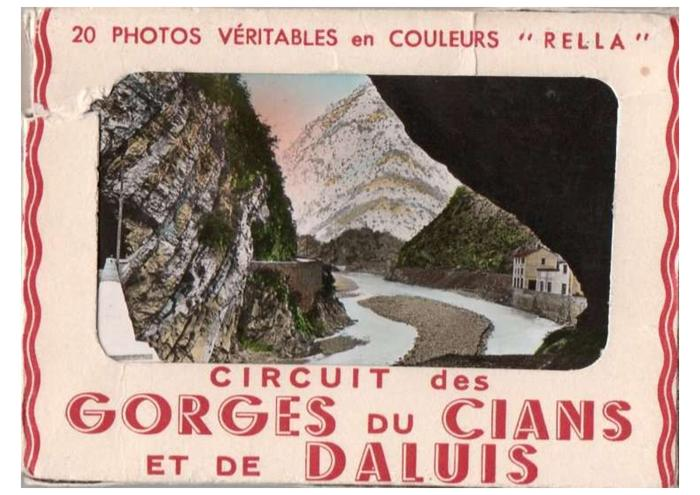 20 PHOTOS VÉRITABLES en COULEURS "RELLA"
CIRCUIT des
GORGES DU CIANS
ET DE DALUIS